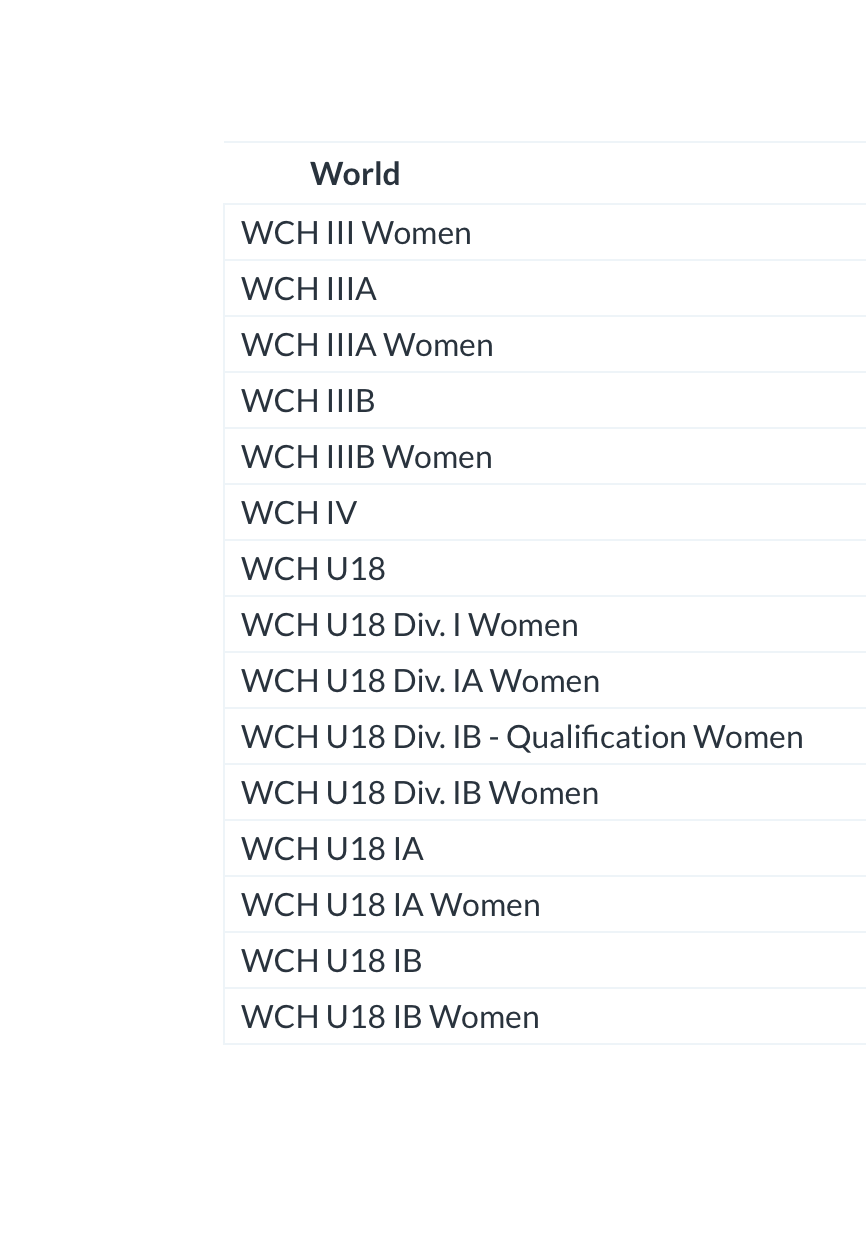 World
WCH III Women
WCH IIIA
WCH IIIA Women
WCH IIIB
WCH IIIB Women
WCH IV
WCH U18
WCH U18 Div. I Women
WCH U18 Div. IA Women
WCH U18 Div. IB - Qualification Women
WCH U18 Div. IB Women
WCH U18 IA
WCH U18 IA Women
WCH U18 IB
WCH U18 IB Women